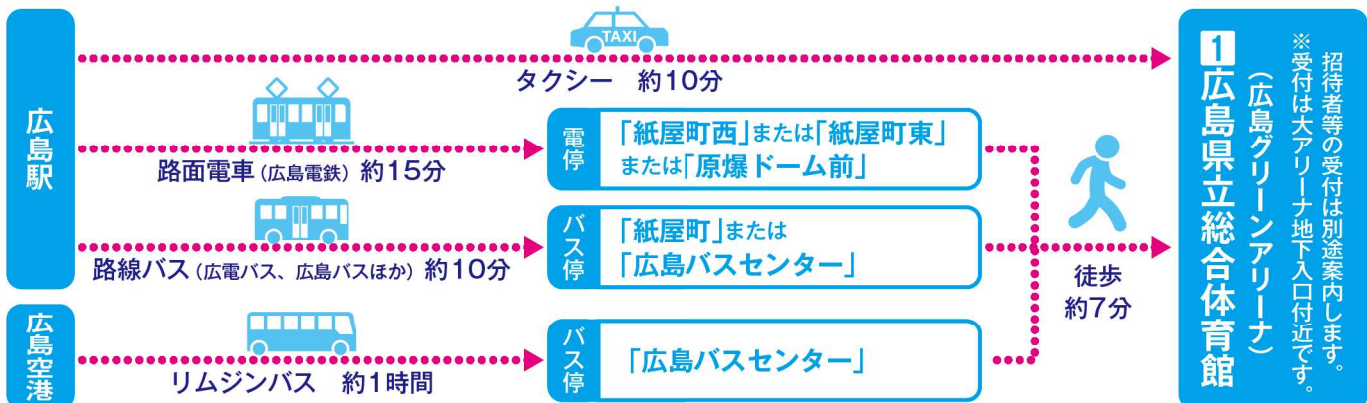 広島駅
TAXI
タクシー 約10分
路面電車(広島電鉄) 約15分
電停
「紙屋町西」または「紙屋町東」
または「原爆ドーム前」
路線バス(広電バス、広島バスほか) 約10分
バス停
「紙屋町」または
「広島バスセンター」
広島空港
リムジンバス 約1時間
バス停
「広島バスセンター」
徒歩
約7分
1広島県立総合体育館
(広島グリーンアリーナ)
※受付は大アリーナ地下入口付近です。
招待者等の受付は別途案内します。